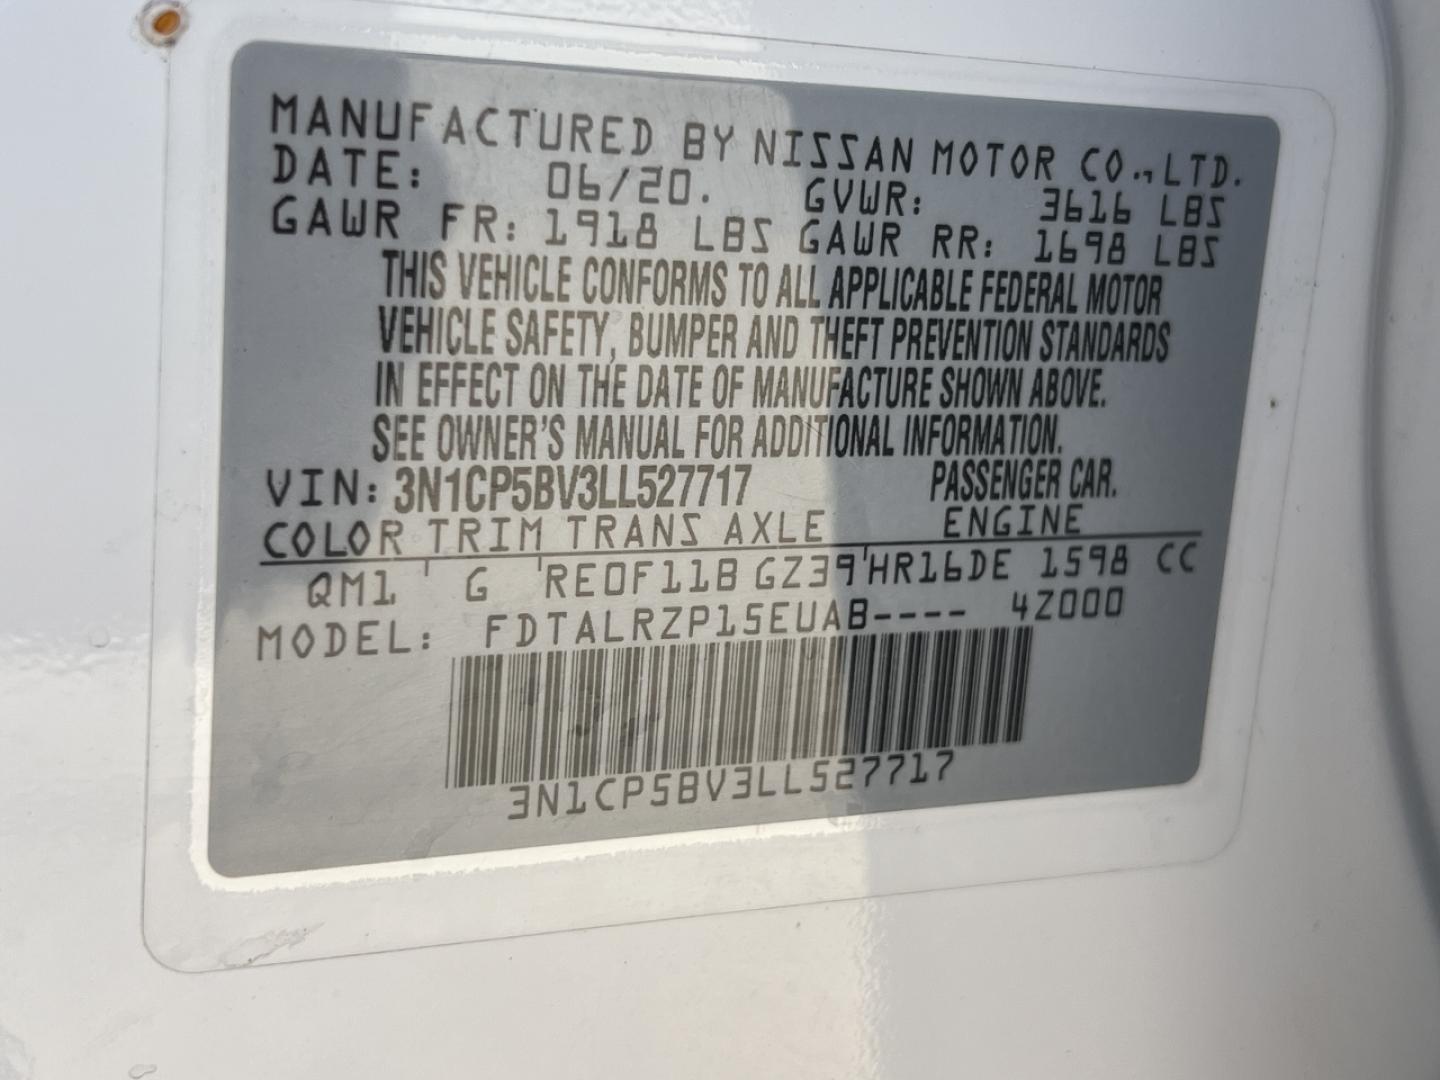 MANUFACTURED BY NISSAN MOTOR CO., LTD.
DATE: 06/20. GVWR: 3616 LBS
GAWR FR: 1918 LBS GAWR RR: 1698 LBS
THIS VEHICLE CONFORMS TO ALL APPLICABLE FEDERAL MOTOR
VEHICLE SAFETY, BUMPER AND THEFT PREVENTION STANDARDS
IN EFFECT ON THE DATE OF MANUFACTURE SHOWN ABOVE.
SEE OWNER'S MANUAL FOR ADDITIONAL INFORMATION.
VIN: 3N1CP5BV3LL527717 PASSENGER CAR.
COLOR TRIM TRANS AXLE ENGINE
QM1 ' G 'RE0F11B GZ39'HR16DE 1598 CC
MODEL: FDTALRZP15EUAB---- 4Z000
3N1CP5BV3LL527717